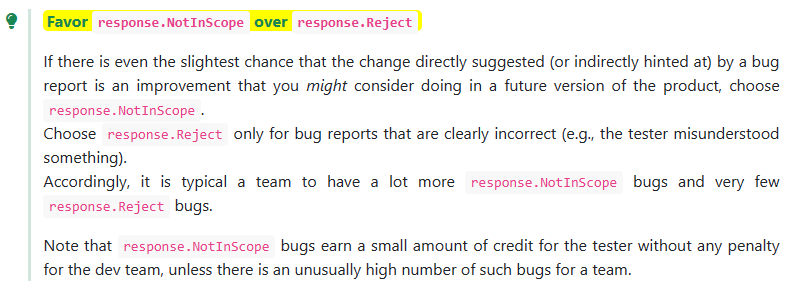 Favor response.NotInScope over response.Reject
If there is even the slightest chance that the change directly suggested (or indirectly hinted at) by a bug
report is an improvement that you might consider doing in a future version of the product, choose
response.NotInScope .
Choose response.Reject only for bug reports that are clearly incorrect (e.g., the tester misunderstood
something).
Accordingly, it is typical a team to have a lot more response.NotInScope bugs and very few
response.Reject bugs.
Note that response.NotInScope bugs earn a small amount of credit for the tester without any penalty
for the dev team, unless there is an unusually high number of such bugs for a team.